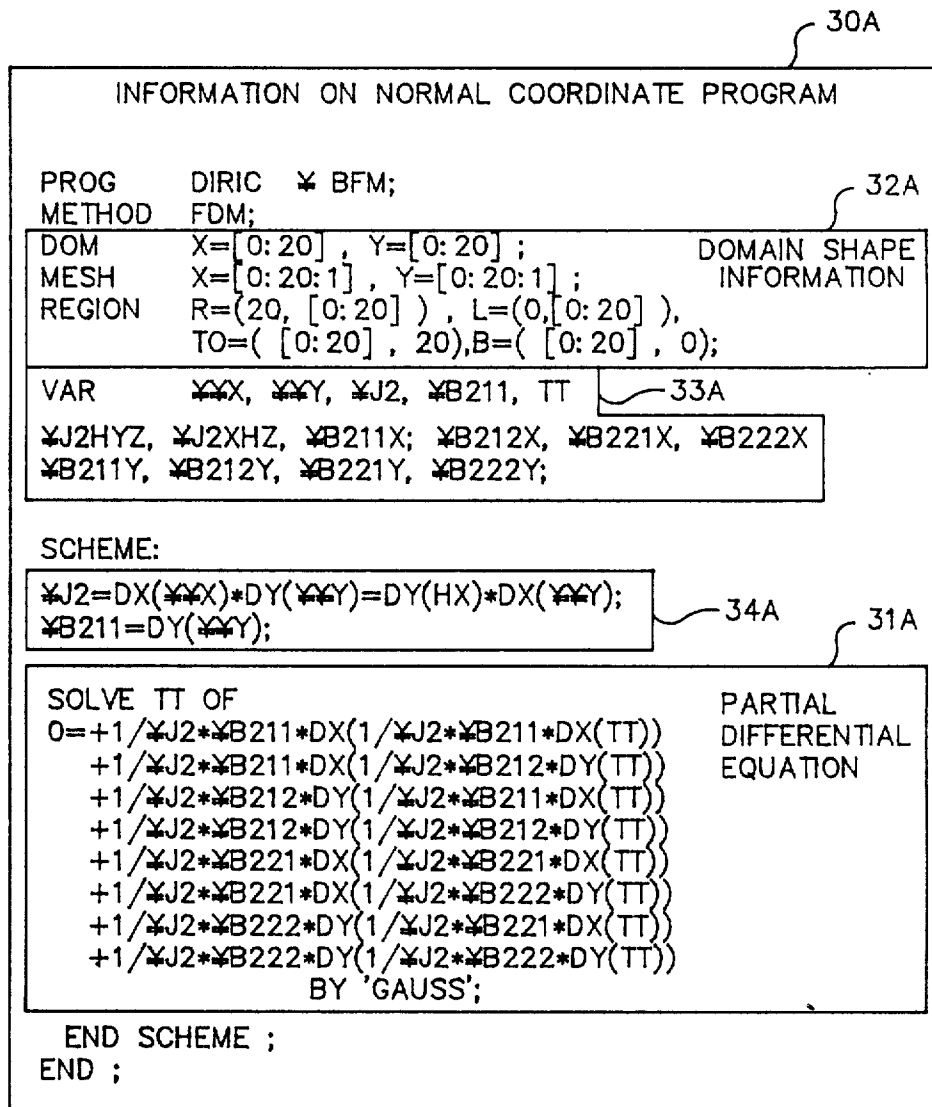 30A
INFORMATION ON NORMAL COORDINATE PROGRAM
PROG DIRIC ¥ BFM;
32A
METHOD FDM;
DOM X=[0:20] , Y=[0:20] ; DOMAIN SHAPE
MESH X=[0:20:1] , Y=[0:20:1] ; INFORMATION
REGION R=(20, [0:20] ) , L=(0,[0:20] ),
TO=( [0:20] , 20),B=( [0:20] , 0);
VAR ¥¥X, ¥¥Y, ¥J2, ¥B211, TT 33A
¥J2HYZ, ¥J2XHZ, ¥B211X; ¥B212X, ¥B221X, ¥B222X
¥B211Y, ¥B212Y, ¥B221Y, ¥B222Y;
SCHEME:
¥J2=DX(¥¥X)*DY(¥¥Y)=DY(HX)*DX(¥¥Y);
¥B211=DY(¥¥Y);
34A
31A
SOLVE TT OF PARTIAL
0=+1/¥J2*¥B211*DX(1/¥J2*¥B211*DX(TT)) DIFFERENTIAL
+1/¥J2*¥B211*DX(1/¥J2*¥B212*DY(TT)) EQUATION
+1/¥J2*¥B212*DY(1/¥J2*¥B211*DX(TT))
+1/¥J2*¥B212*DY(1/¥J2*¥B212*DY(TT))
+1/¥J2*¥B221*DX(1/¥J2*¥B221*DX(TT))
+1/¥J2*¥B221*DX(1/¥J2*¥B222*DY(TT))
+1/¥J2*¥B222*DY(1/¥J2*¥B221*DX(TT))
+1/¥J2*¥B222*DY(1/¥J2*¥B222*DY(TT))
BY 'GAUSS';
END SCHEME ;
END ;